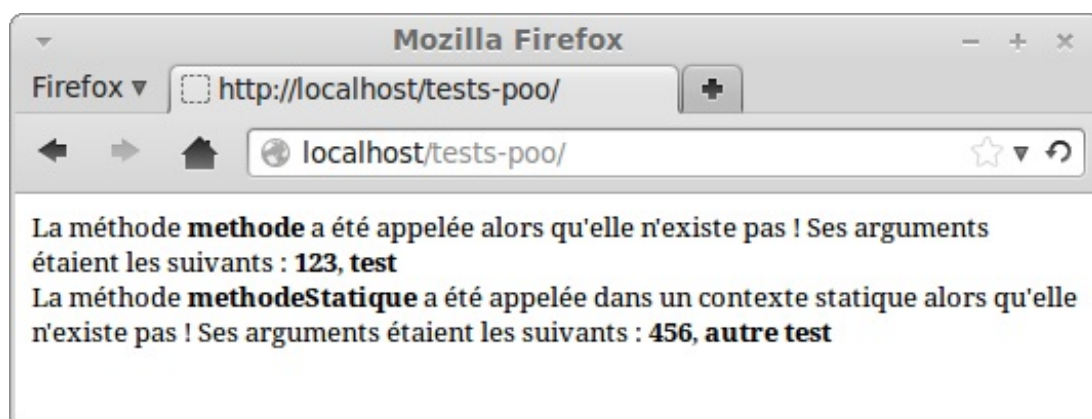 Mozilla Firefox
Firefox
http://localhost/tests-poo/
localhost/tests-poo/
La méthode methode a été appelée alors qu'elle n'existe pas ! Ses arguments
étaient les suivants : 123, test
La méthode methodeStatique a été appelée dans un contexte statique alors qu'elle
n'existe pas ! Ses arguments étaient les suivants : 456, autre test